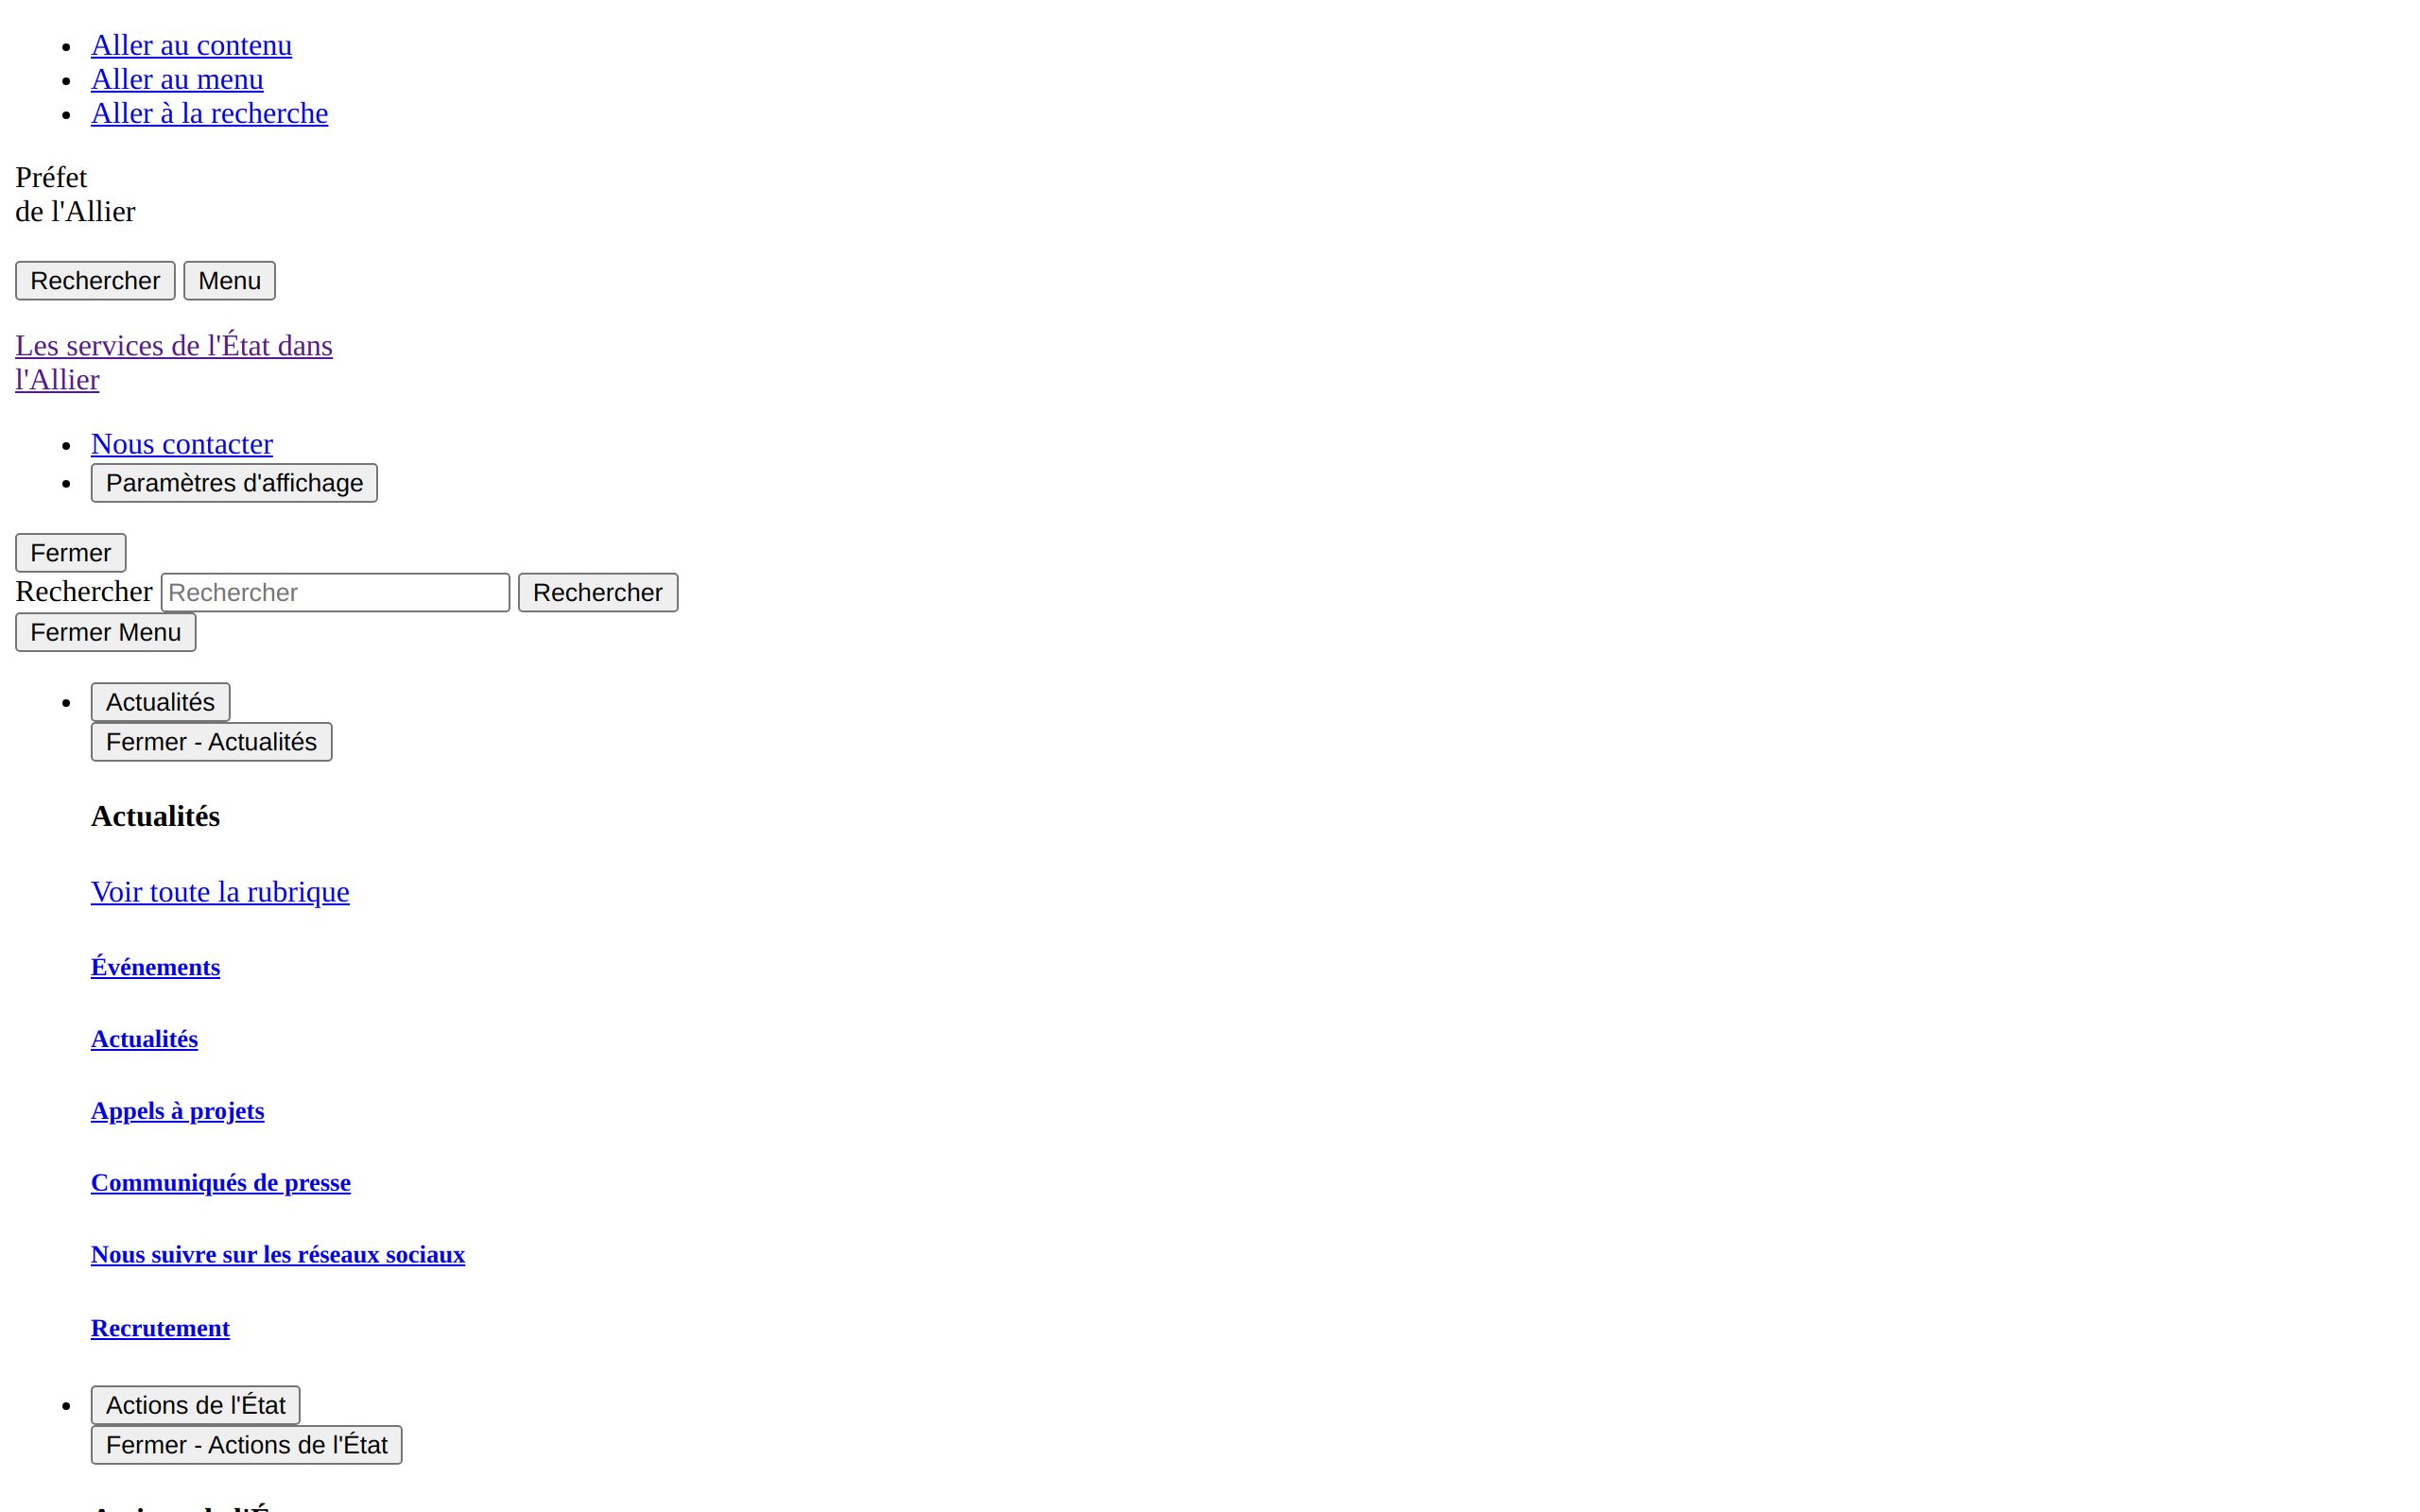 Aller au contenu
Aller au menu
Aller à la recherche
Préfet
de l'Allier
Rechercher Menu
Les services de l'État dans
l'Allier
Nous contacter
Paramètres d'affichage
Fermer
Rechercher Rechercher Rechercher
Fermer Menu
Actualités
Fermer - Actualités
Actualités
Voir toute la rubrique
Événements
Actualités
Appels à projets
Communiqués de presse
Nous suivre sur les réseaux sociaux
Recrutement
Actions de l'État
Fermer - Actions de l'État